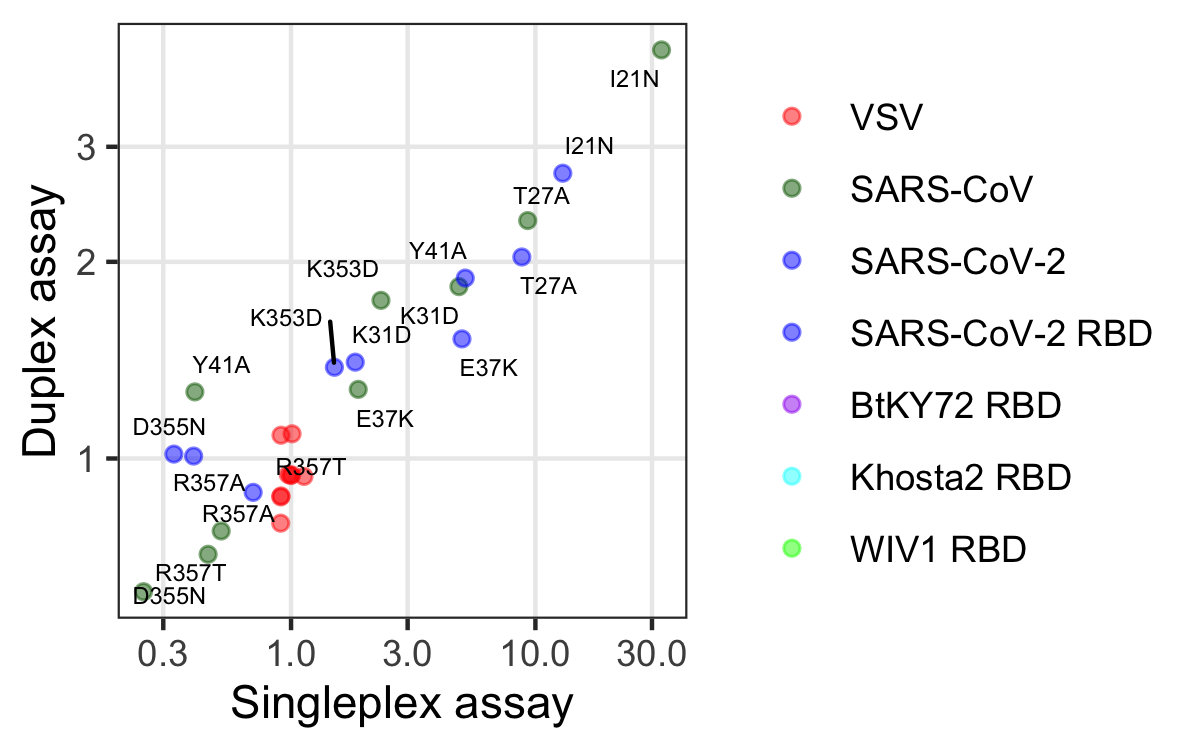 I21N
I21N
T27A
Y41A
T27A
K353D
K353D
K31D
K31D
E37K
Y41A
E37K
D355N
R357T
R357A
R357A
R357T
D355N
3
2
1
0.3
1.0
3.0
10.0
30.0
Singleplex assay
Duplex assay
VSV
SARS-CoV
SARS-CoV-2
SARS-CoV-2 RBD
BtKY72 RBD
Khosta2 RBD
WIV1 RBD